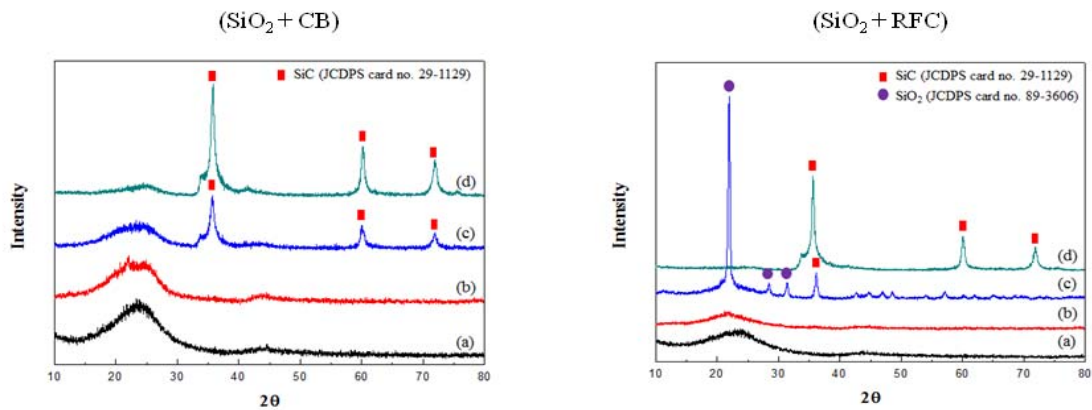 (SiO₂ + CB)
SiC (JCDPS card no. 29-1129)
(d)
(c)
(b)
(a)
Intensity
10 20 30 40 50 60 70 80
2θ
(SiO₂ + RFC)
SiC (JCDPS card no. 29-1129)
SiO₂ (JCDPS card no. 89-3606)
(d)
(c)
(b)
(a)
Intensity
10 20 30 40 50 60 70 80
2θ